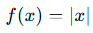 f(x) = |x|